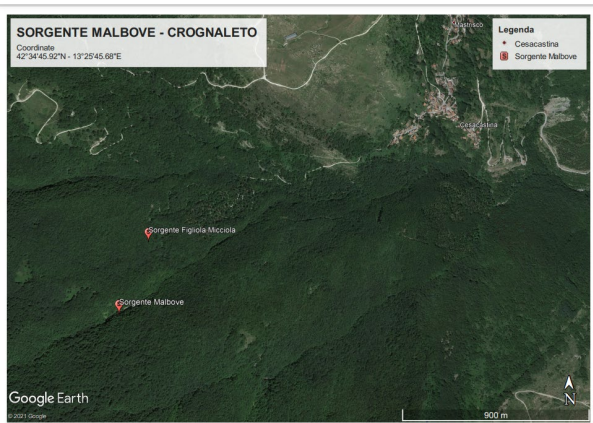 SORGENTE MALBOVE - CROGNALETO
Coordinate
42°34'45.92"N - 13°25'45.68"E
Legenda
Cesacastina
Sorgente Malbove
Mastrisco
Cesacastina
Sorgente Figliola Micciola
Sorgente Malbove
Google Earth
© 2021 Google
N
900 m